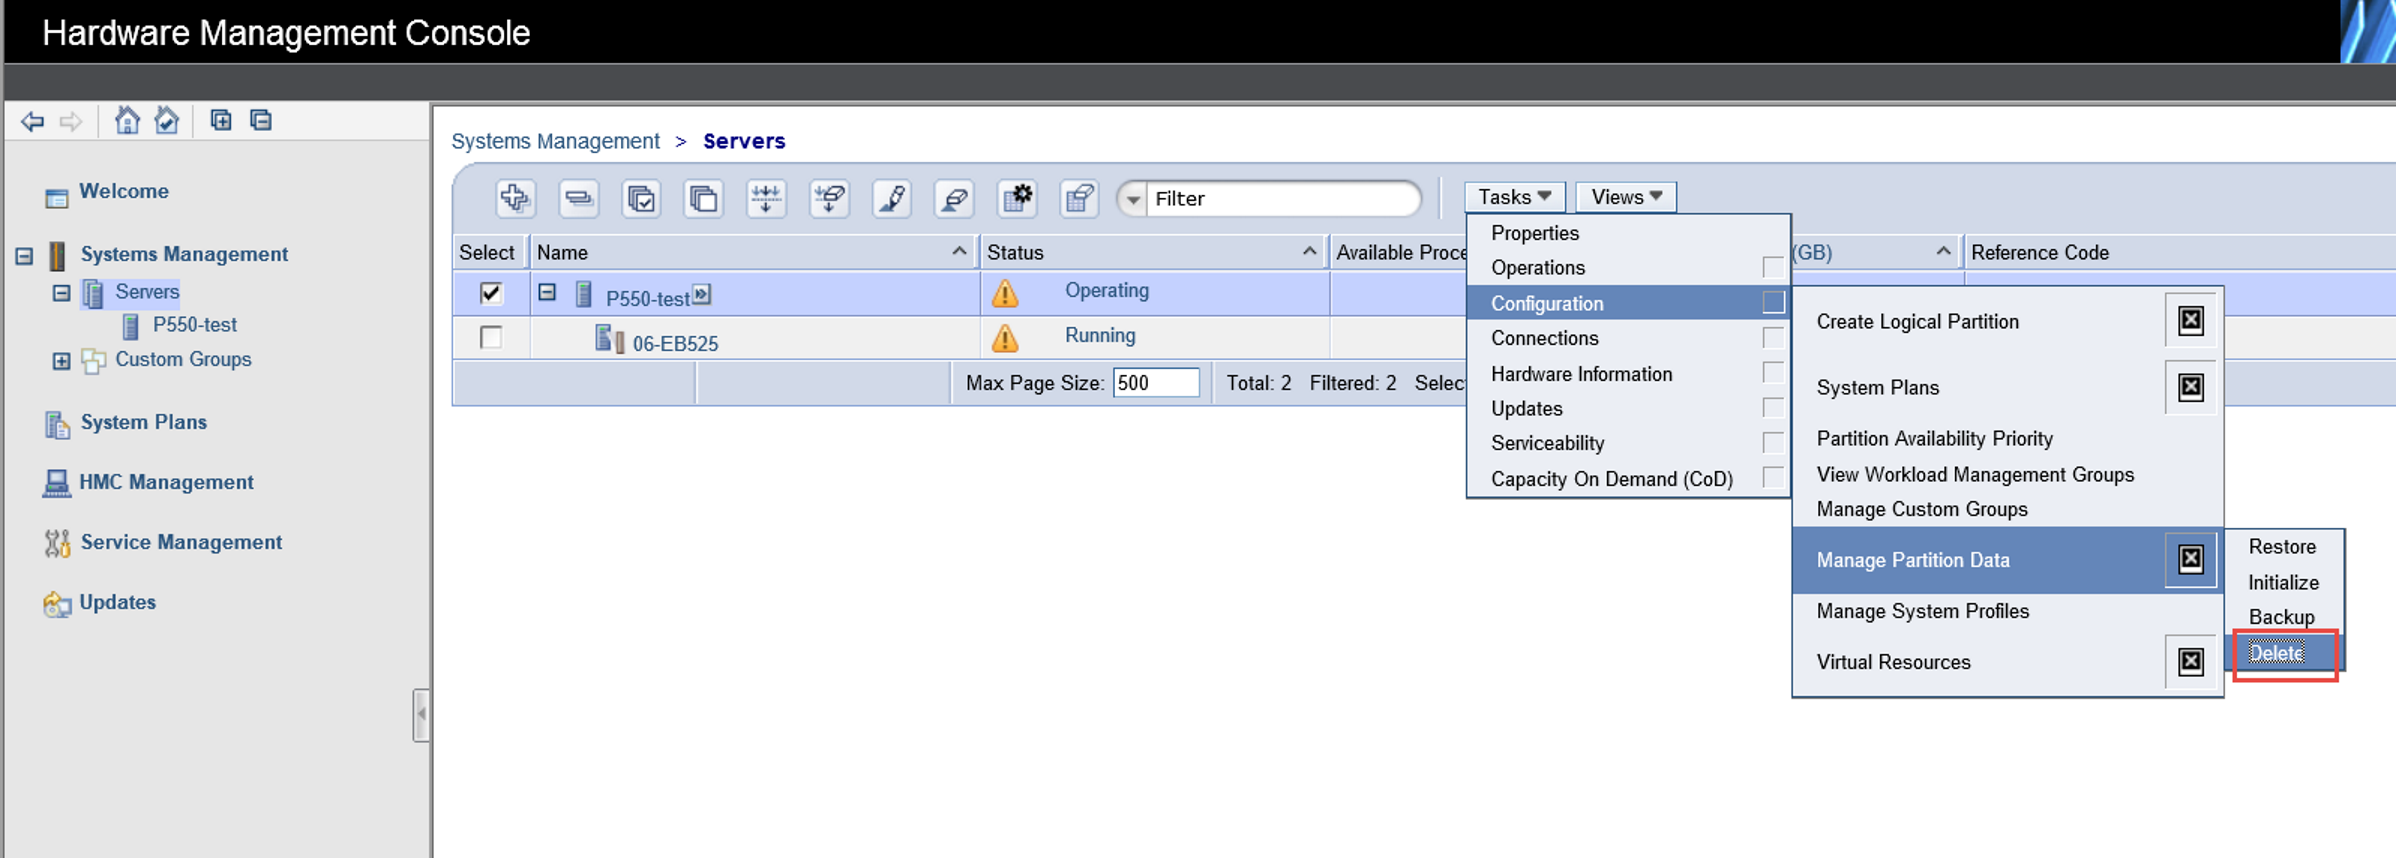 Hardware Management Console
Systems Management > Servers
Welcome
Systems Management
Servers
P550-test
Custom Groups
System Plans
HMC Management
Service Management
Updates
Filter
Tasks
Views
Select
Name
Status
Available Proce
(GB)
Reference Code
P550-test
Operating
06-EB525
Running
Max Page Size: 500
Total: 2 Filtered: 2 Selec
Properties
Operations
Configuration
Connections
Hardware Information
Updates
Serviceability
Capacity On Demand (CoD)
Create Logical Partition
System Plans
Partition Availability Priority
View Workload Management Groups
Manage Custom Groups
Manage Partition Data
Manage System Profiles
Virtual Resources
Restore
Initialize
Backup
Delete